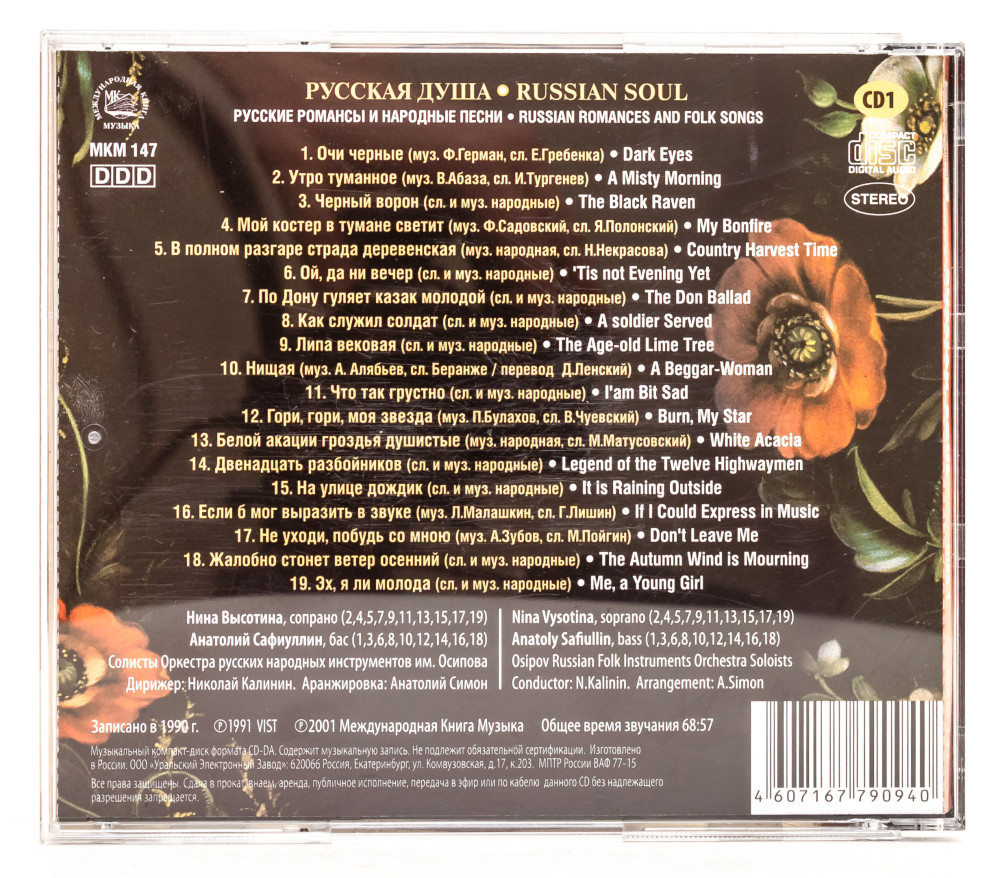 МЕЖДУНАРОДНАЯ КНИГА
МК
МУЗЫКА
РУССКАЯ ДУША • RUSSIAN SOUL
CD1
РУССКИЕ РОМАНСЫ И НАРОДНЫЕ ПЕСНИ • RUSSIAN ROMANCES AND FOLK SONGS
МКМ 147
DDD
COMPACT
disc
DIGITAL AUDIO
STEREO
1. Очи черные (муз. Ф.Герман, сл. Е.Гребенка) • Dark Eyes
2. Утро туманное (муз. В.Абаза, сл. И.Тургенев) • A Misty Morning
3. Черный ворон (сл. и муз. народные) • The Black Raven
4. Мой костер в тумане светит (муз. Ф.Садовский, сл. Я.Полонский) • My Bonfire
5. В полном разгаре страда деревенская (муз. народная, сл. Н.Некрасова) • Country Harvest Time
6. Ой, да ни вечер (сл. и муз. народные) • 'Tis not Evening Yet
7. По Дону гуляет казак молодой (сл. и муз. народные) • The Don Ballad
8. Как служил солдат (сл. и муз. народные) • A soldier Served
9. Липа вековая (сл. и муз. народные) • The Age-old Lime Tree
10. Нищая (муз. А. Алябьев, сл. Беранже / перевод Д.Ленский) • A Beggar-Woman
11. Что так грустно (сл. и муз. народные) • I'am Bit Sad
12. Гори, гори, моя звезда (муз. П.Булахов, сл. В.Чуевский) • Burn, My Star
13. Белой акации гроздья душистые (муз. народная, сл. М.Матусовский) • White Acacia
14. Двенадцать разбойников (сл. и муз. народные) • Legend of the Twelve Highwaymen
15. На улице дождик (сл. и муз. народные) • It is Raining Outside
16. Если б мог выразить в звуке (муз. Л.Малашкин, сл. Г.Лишин) • If I Could Express in Music
17. Не уходи, побудь со мною (муз. А.Зубов, сл. М.Пойгин) • Don't Leave Me
18. Жалобно стонет ветер осенний (сл. и муз. народные) • The Autumn Wind is Mourning
19. Эх, я ли молода (сл. и муз. народные) • Me, a Young Girl
Нина Высотина, сопрано (2,4,5,7,9,11,13,15,17,19)
Анатолий Сафиуллин, бас (1,3,6,8,10,12,14,16,18)
Солисты Оркестра русских народных инструментов им. Осипова
Дирижер: Николай Калинин. Аранжировка: Анатолий Симон
Nina Vysotina, soprano (2,4,5,7,9,11,13,15,17,19)
Anatoly Safiullin, bass (1,3,6,8,10,12,14,16,18)
Osipov Russian Folk Instruments Orchestra Soloists
Conductor: N.Kalinin. Arrangement: A.Simon
Записано в 1990 г. ℗1991 VIST ℗2001 Международная Книга Музыка Общее время звучания 68:57
Музыкальный компакт-диск формата CD-DA. Содержит музыкальную запись. Не подлежит обязательной сертификации. Изготовлено
в России. ООО «Уральский Электронный Завод»: 620066 Россия, Екатеринбург, ул. Комвузовская, д.17, к.203. МПТР России ВАФ 77-15
Все права защищены. Сдача в прокат, наем, аренда, публичное исполнение, передача в эфир или по кабелю данного CD без надлежащего
разрешения запрещается.
4 607167 790940